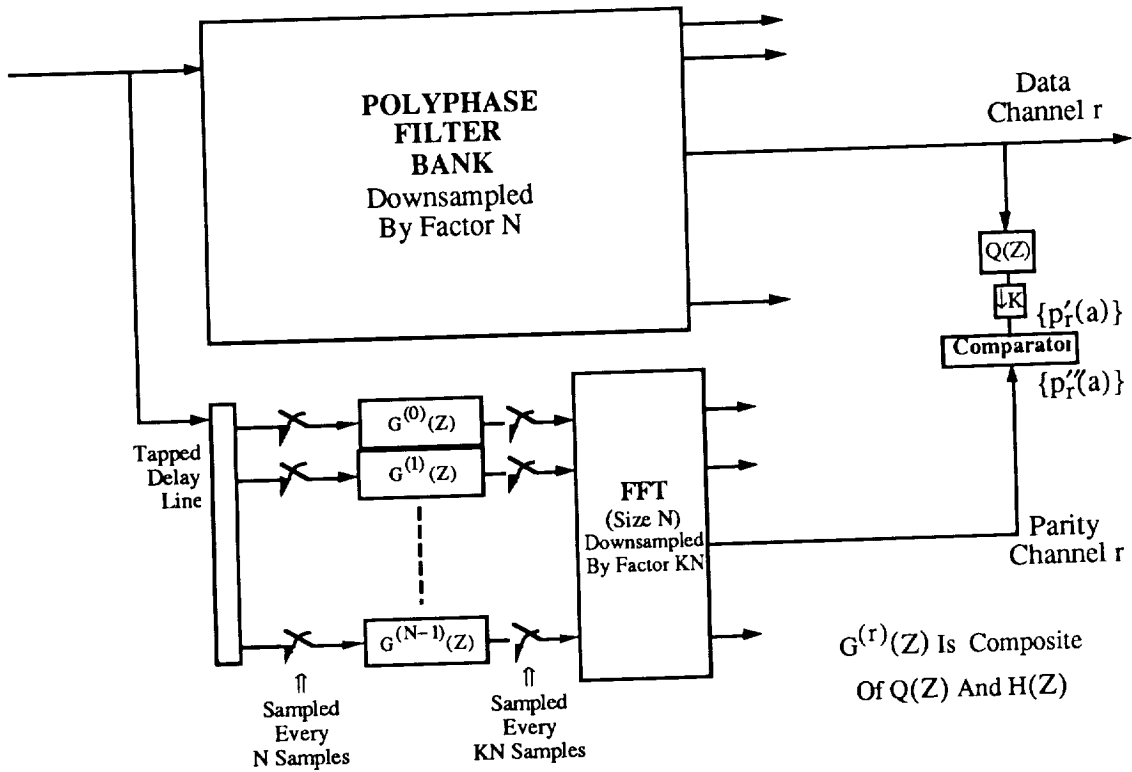 POLYPHASE
FILTER
BANK
Downsampled
By Factor N
Data
Channel r
Q(Z)
↓K
{p′r(a)}
Comparator
{p‴r(a)}
Tapped
Delay
Line
G^(0)(Z)
G^(1)(Z)
G^(N-1)(Z)
FFT
(Size N)
Downsampled
By Factor KN
Parity
Channel r
⇑
Sampled
Every
N Samples
⇑
Sampled
Every
KN Samples
G^(r)(Z) Is Composite
Of Q(Z) And H(Z)